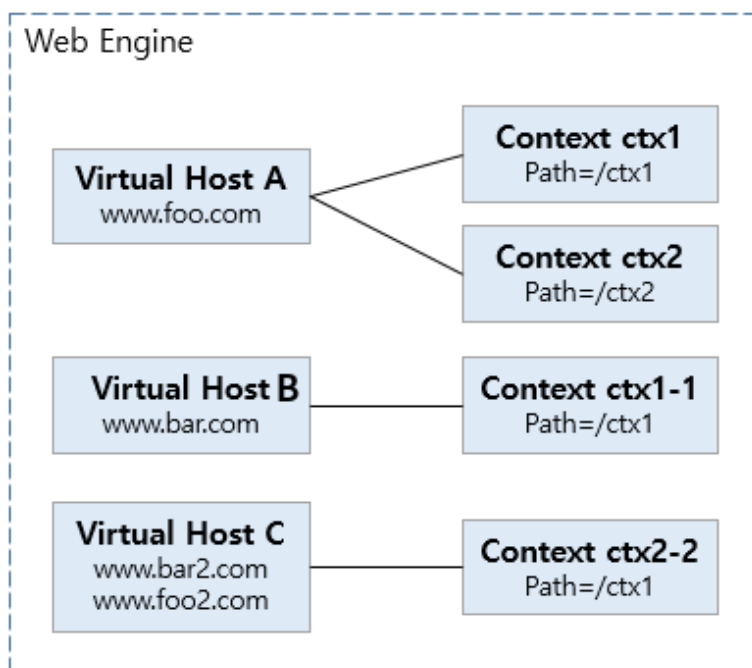 Web Engine
Virtual Host A
www.foo.com
Context ctx1
Path=/ctx1
Context ctx2
Path=/ctx2
Virtual Host B
www.bar.com
Context ctx1-1
Path=/ctx1
Virtual Host C
www.bar2.com
www.foo2.com
Context ctx2-2
Path=/ctx1